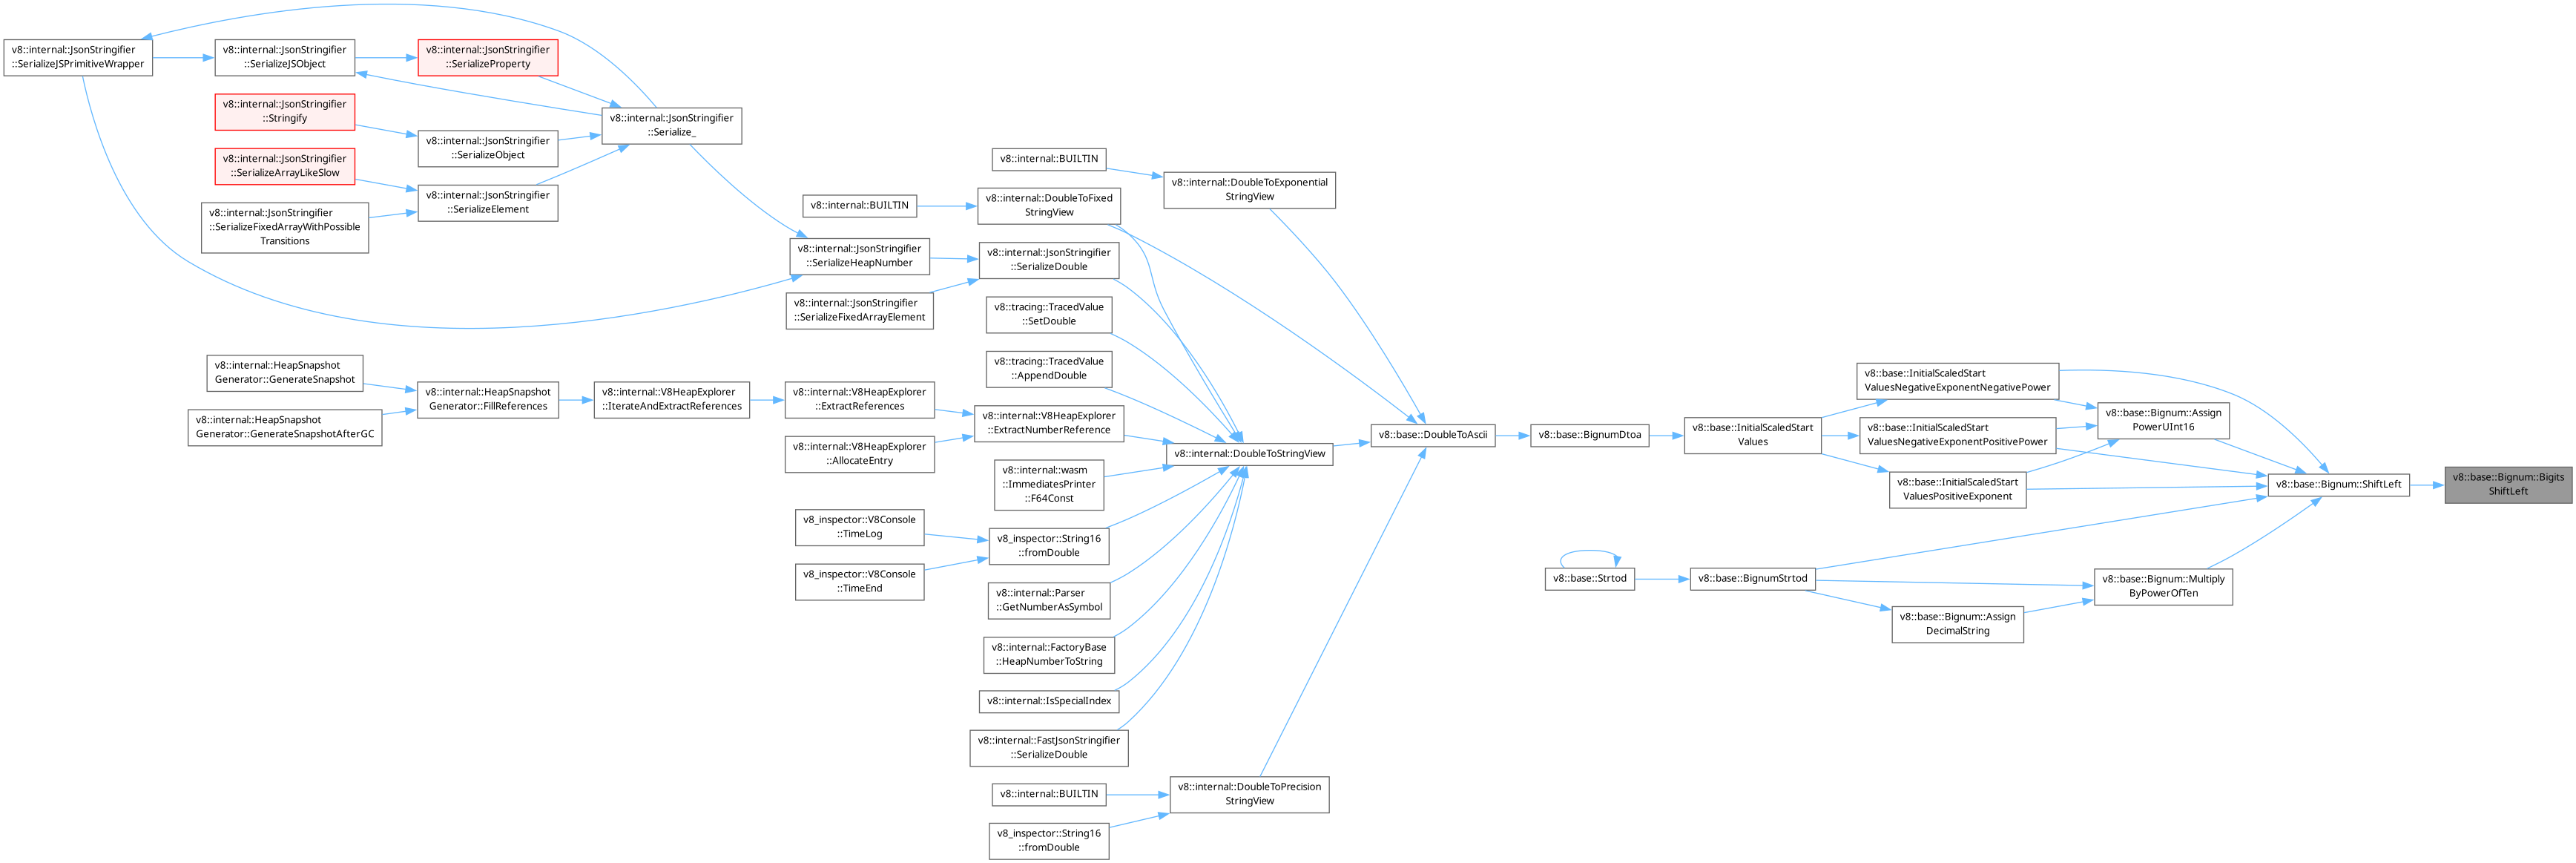 v8::internal::JsonStringifier
::SerializeJSPrimitiveWrapper
v8::internal::JsonStringifier
::SerializeJSObject
v8::internal::JsonStringifier
::SerializeProperty
v8::internal::JsonStringifier
::Stringify
v8::internal::JsonStringifier
::SerializeObject
v8::internal::JsonStringifier
::Serialize_
v8::internal::JsonStringifier
::SerializeArrayLikeSlow
v8::internal::JsonStringifier
::SerializeElement
v8::internal::JsonStringifier
::SerializeFixedArrayWithPossible
Transitions
v8::internal::BUILTIN
v8::internal::DoubleToExponential
StringView
v8::internal::BUILTIN
v8::internal::DoubleToFixed
StringView
v8::internal::JsonStringifier
::SerializeHeapNumber
v8::internal::JsonStringifier
::SerializeDouble
v8::internal::JsonStringifier
::SerializeFixedArrayElement
v8::tracing::TracedValue
::SetDouble
v8::tracing::TracedValue
::AppendDouble
v8::internal::HeapSnapshot
Generator::GenerateSnapshot
v8::internal::HeapSnapshot
Generator::GenerateSnapshotAfterGC
v8::internal::HeapSnapshot
Generator::FillReferences
v8::internal::V8HeapExplorer
::IterateAndExtractReferences
v8::internal::V8HeapExplorer
::ExtractReferences
v8::internal::V8HeapExplorer
::AllocateEntry
v8::internal::V8HeapExplorer
::ExtractNumberReference
v8::internal::DoubleToStringView
v8::base::DoubleToAscii
v8::base::BignumDtoa
v8::base::InitialScaledStart
Values
v8::base::InitialScaledStart
ValuesNegativeExponentNegativePower
v8::base::InitialScaledStart
ValuesNegativeExponentPositivePower
v8::base::InitialScaledStart
ValuesPositiveExponent
v8::base::Bignum::Assign
PowerUInt16
v8::base::Bignum::ShiftLeft
v8::base::Bignum::Bigits
ShiftLeft
v8::internal::wasm
::ImmediatesPrinter
::F64Const
v8_inspector::V8Console
::TimeLog
v8_inspector::V8Console
::TimeEnd
v8_inspector::String16
::fromDouble
v8::internal::Parser
::GetNumberAsSymbol
v8::internal::FactoryBase
::HeapNumberToString
v8::internal::IsSpecialIndex
v8::internal::FastJsonStringifier
::SerializeDouble
v8::base::Strtod
v8::base::BignumStrtod
v8::base::Bignum::Multiply
ByPowerOfTen
v8::base::Bignum::Assign
DecimalString
v8::internal::BUILTIN
v8::internal::DoubleToPrecision
StringView
v8_inspector::String16
::fromDouble